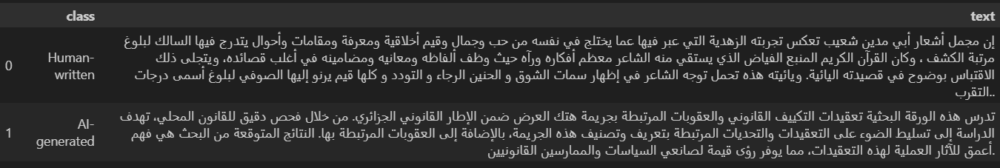 class text
0 Human-written إن مجمل أشعار أبي مدين شعيب تعكس تجربته الزهدية التي عبر فيها عما يختلج في نفسه من حب وجمال وقيم أخلاقية ومعرفة ومقامات وأحوال يتدرج فيها السالك لبلوغ
مرتبة الكشف ، وكان القرآن الكريم المنبع الفياض الذي يستقي منه الشاعر معظم أفكاره ورآه حيث وظف ألفاظه ومعانيه ومضامينه في أغلب قصائده، ويتجلى ذلك
الاقتباس بوضوح في قصيدته اليائية. ويائيته هذه تحمل توجه الشاعر في إظهار سمات الشوق و الحنين الرجاء و التودد و كلها قيم يرنو إليها الصوفي لبلوغ أسمى درجات
التقرب..
1 AI-generated تدرس هذه الورقة البحثية تعقيدات التكييف القانوني والعقوبات المرتبطة بجريمة هتك العرض ضمن الإطار القانوني الجزائري. من خلال فحص دقيق للقانون المحلي، تهدف
الدراسة إلى تسليط الضوء على التعقيدات والتحديات المرتبطة بتعريف وتصنيف هذه الجريمة، بالإضافة إلى العقوبات المرتبطة بها. النتائج المتوقعة من البحث هي فهم
أعمق للآثار العملية لهذه التعقيدات، مما يوفر رؤى قيمة لصانعي السياسات والممارسين القانونيين.